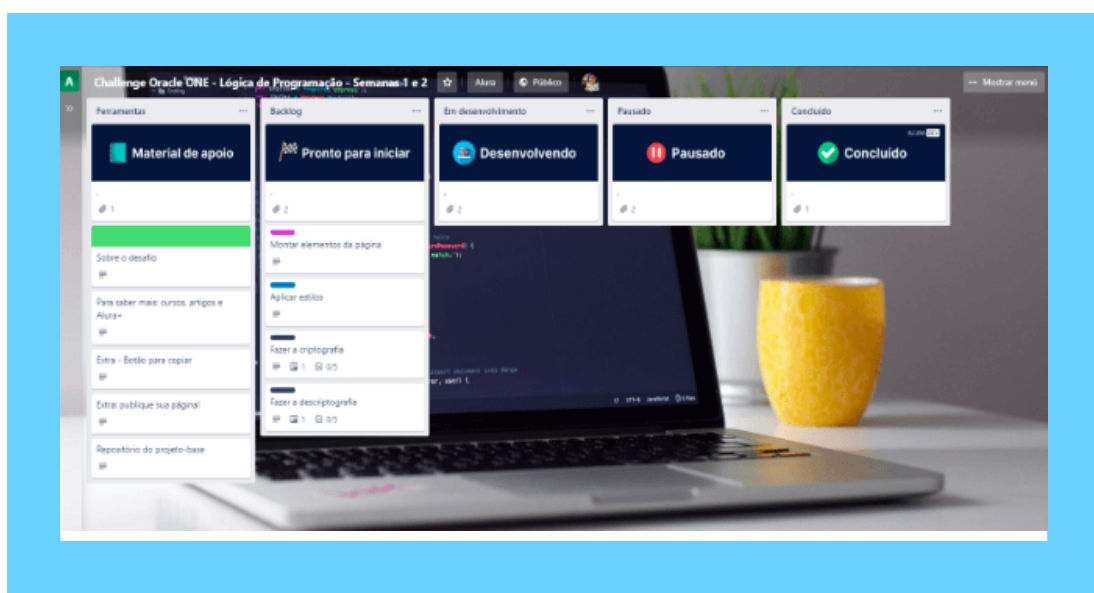 A
Challenge Oracle ONE - Lógica de Programação - Semanas 1 e 2
Alura
Público
Mostrar menú
Ferramentas
Material de apoio
1
Sobre o desafio
Para saber mais: cursos, artigos e
Alura+
Extra - Botão para copiar
Extra: publique sua página!
Repositório do projeto-base
Backlog
Pronto para iniciar
2
Montar elementos da página
Aplicar estilos
Fazer a criptografia
1 0/5
Fazer a descriptografia
1 0/5
Em desenvolvimento
Desenvolvendo
2
Pausado
Pausado
2
Concluído
Concluído
1